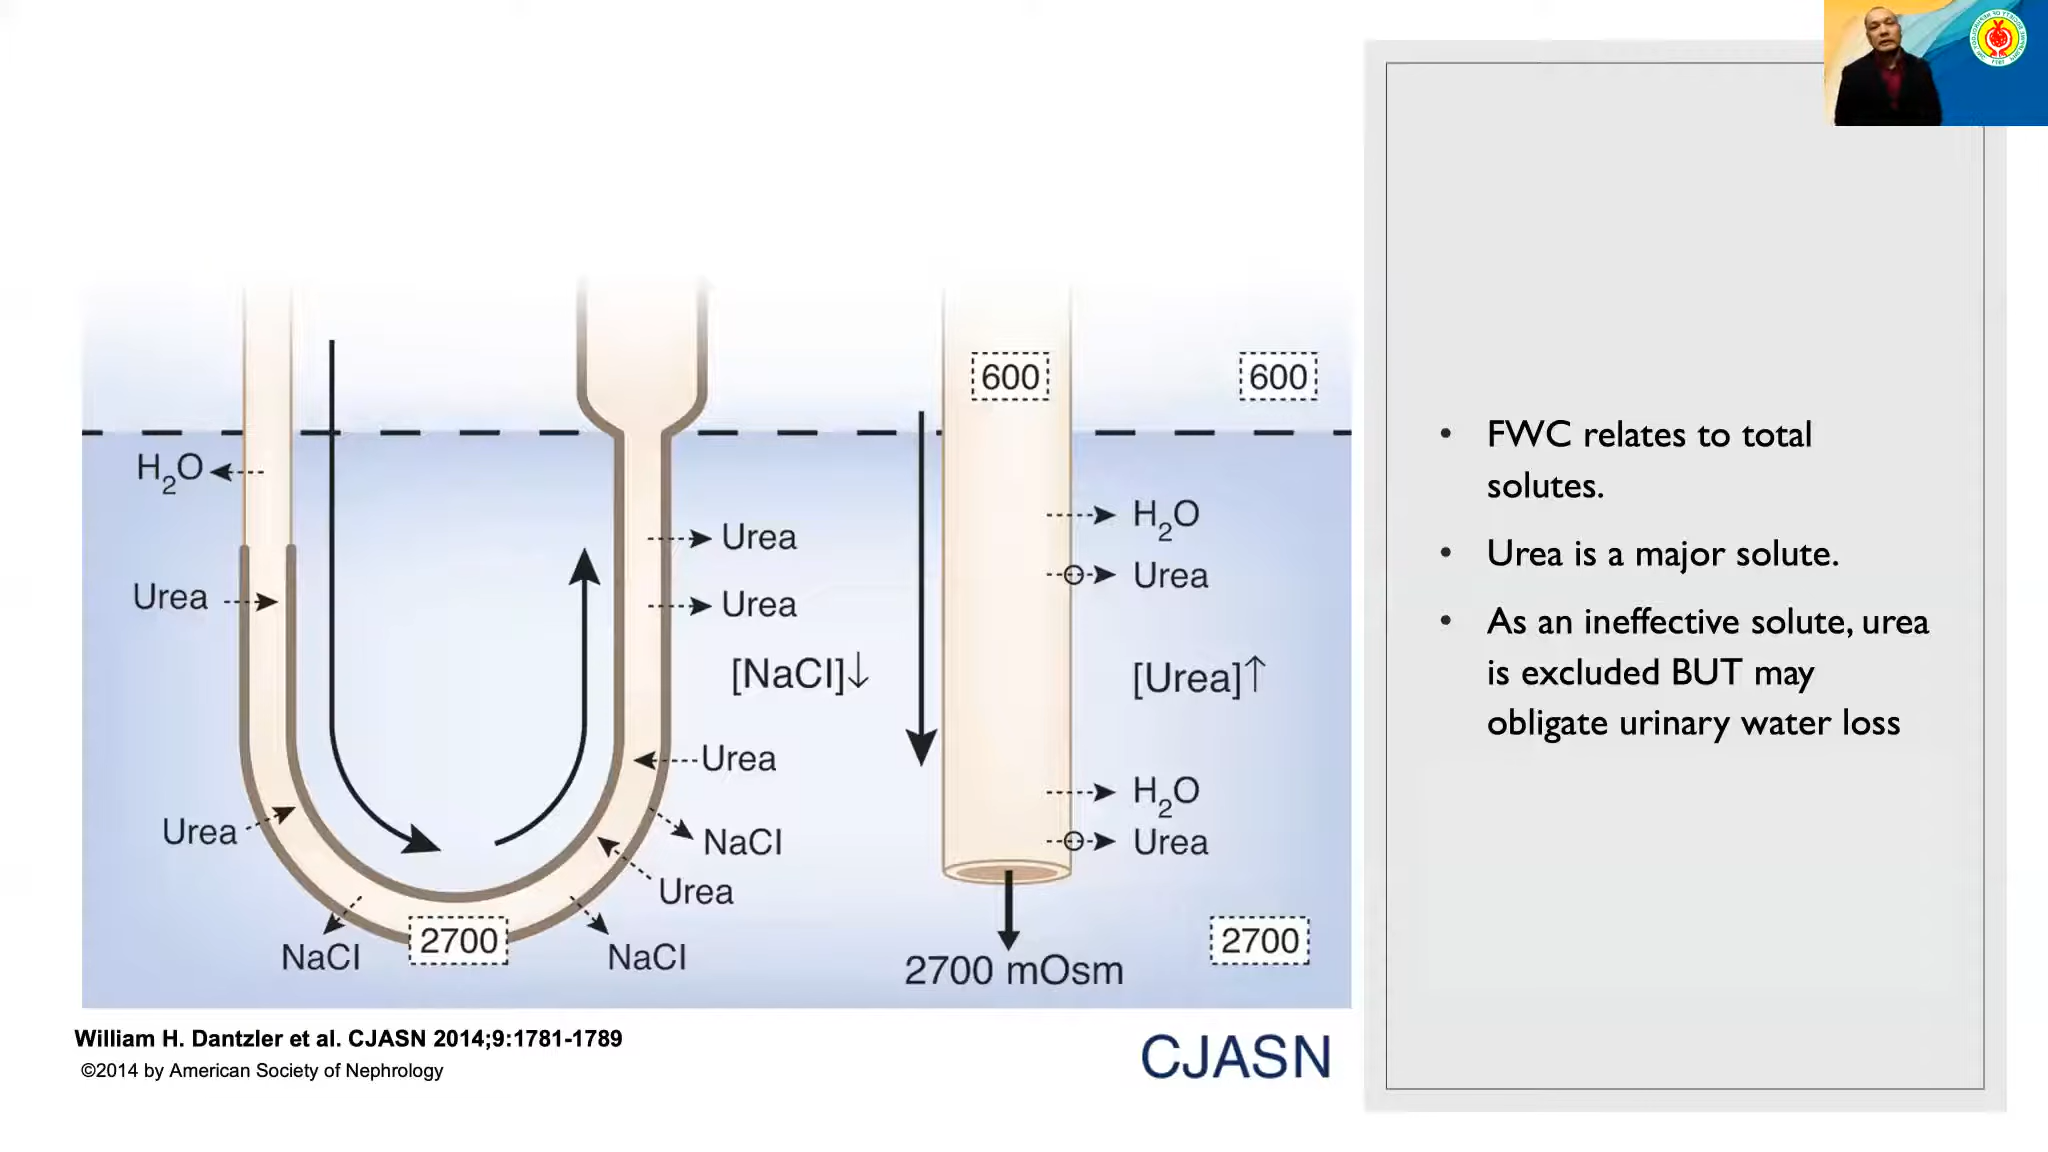 600
600
H2O
Urea
Urea
Urea
Urea
[NaCl]↓
Urea
NaCl
Urea
NaCl
2700
NaCl
H2O
Urea
[Urea]↑
H2O
Urea
2700
2700 mOsm
William H. Dantzler et al. CJASN 2014;9:1781-1789
©2014 by American Society of Nephrology
CJASN
• FWC relates to total
solutes.
• Urea is a major solute.
• As an ineffective solute, urea
is excluded BUT may
obligate urinary water loss